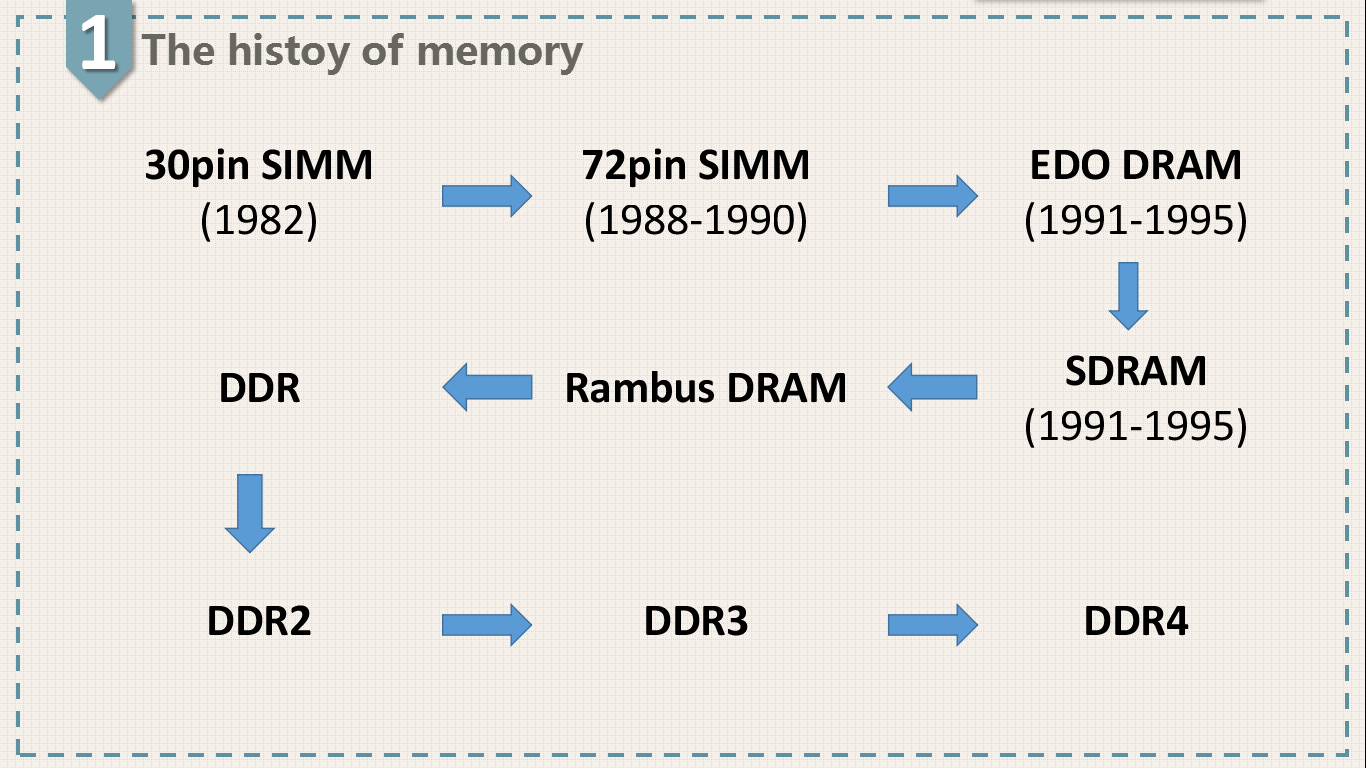 1
The histoy of memory
30pin SIMM
(1982)
72pin SIMM
(1988-1990)
EDO DRAM
(1991-1995)
SDRAM
(1991-1995)
Rambus DRAM
DDR
DDR2
DDR3
DDR4